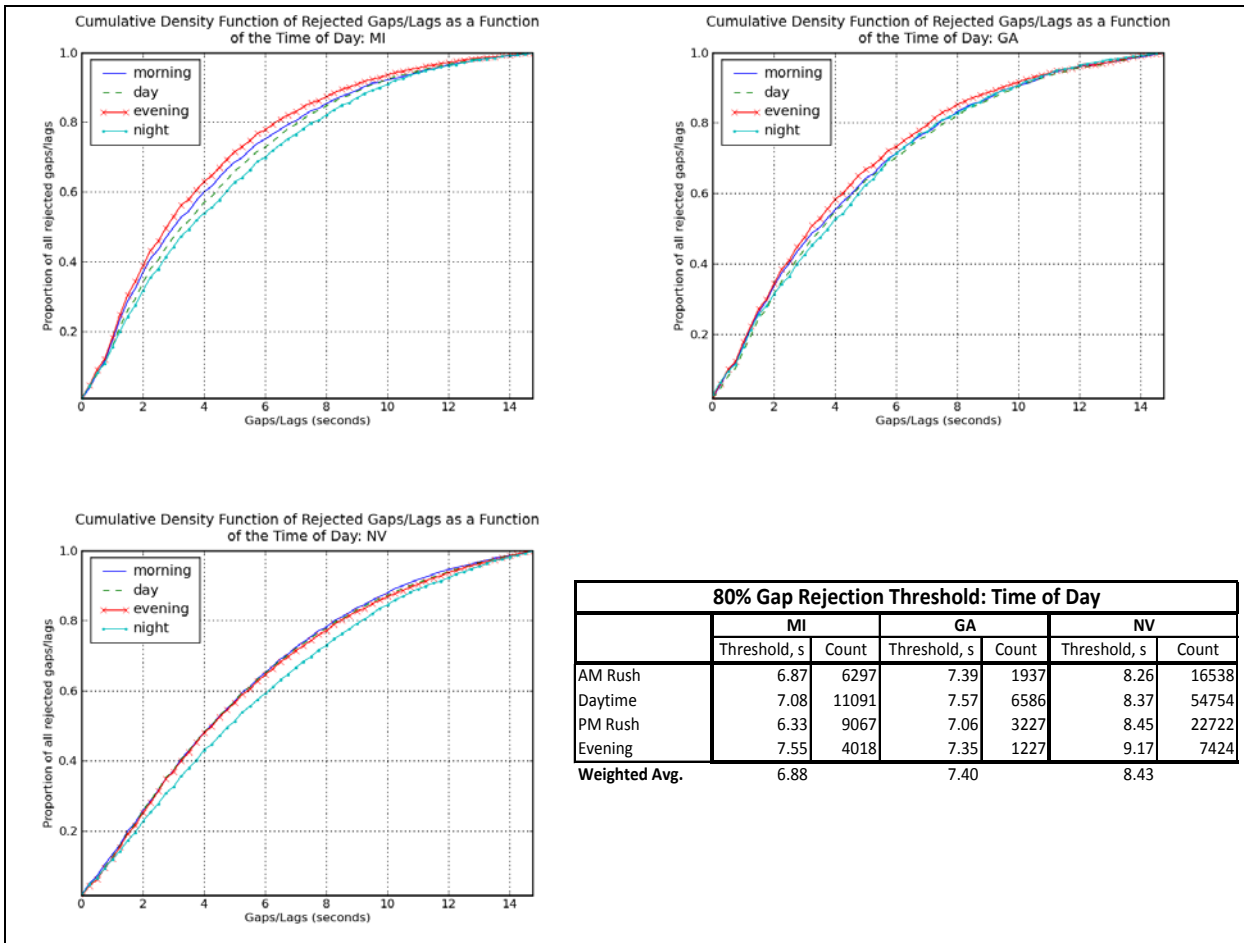 Cumulative Density Function of Rejected Gaps/Lags as a Function
of the Time of Day: MI
1.0
0.8
0.6
0.4
0.2
Proportion of all rejected gaps/lags
morning
day
evening
night
0 2 4 6 8 10 12 14
Gaps/Lags (seconds)
Cumulative Density Function of Rejected Gaps/Lags as a Function
of the Time of Day: GA
1.0
0.8
0.6
0.4
0.2
Proportion of all rejected gaps/lags
morning
day
evening
night
0 2 4 6 8 10 12 14
Gaps/Lags (seconds)
Cumulative Density Function of Rejected Gaps/Lags as a Function
of the Time of Day: NV
1.0
0.8
0.6
0.4
0.2
Proportion of all rejected gaps/lags
morning
day
evening
night
0 2 4 6 8 10 12 14
Gaps/Lags (seconds)
80% Gap Rejection Threshold: Time of Day
MI GA NV
Threshold, s Count Threshold, s Count Threshold, s Count
AM Rush 6.87 6297 7.39 1937 8.26 16538
Daytime 7.08 11091 7.57 6586 8.37 54754
PM Rush 6.33 9067 7.06 3227 8.45 22722
Evening 7.55 4018 7.35 1227 9.17 7424
Weighted Avg. 6.88 7.40 8.43